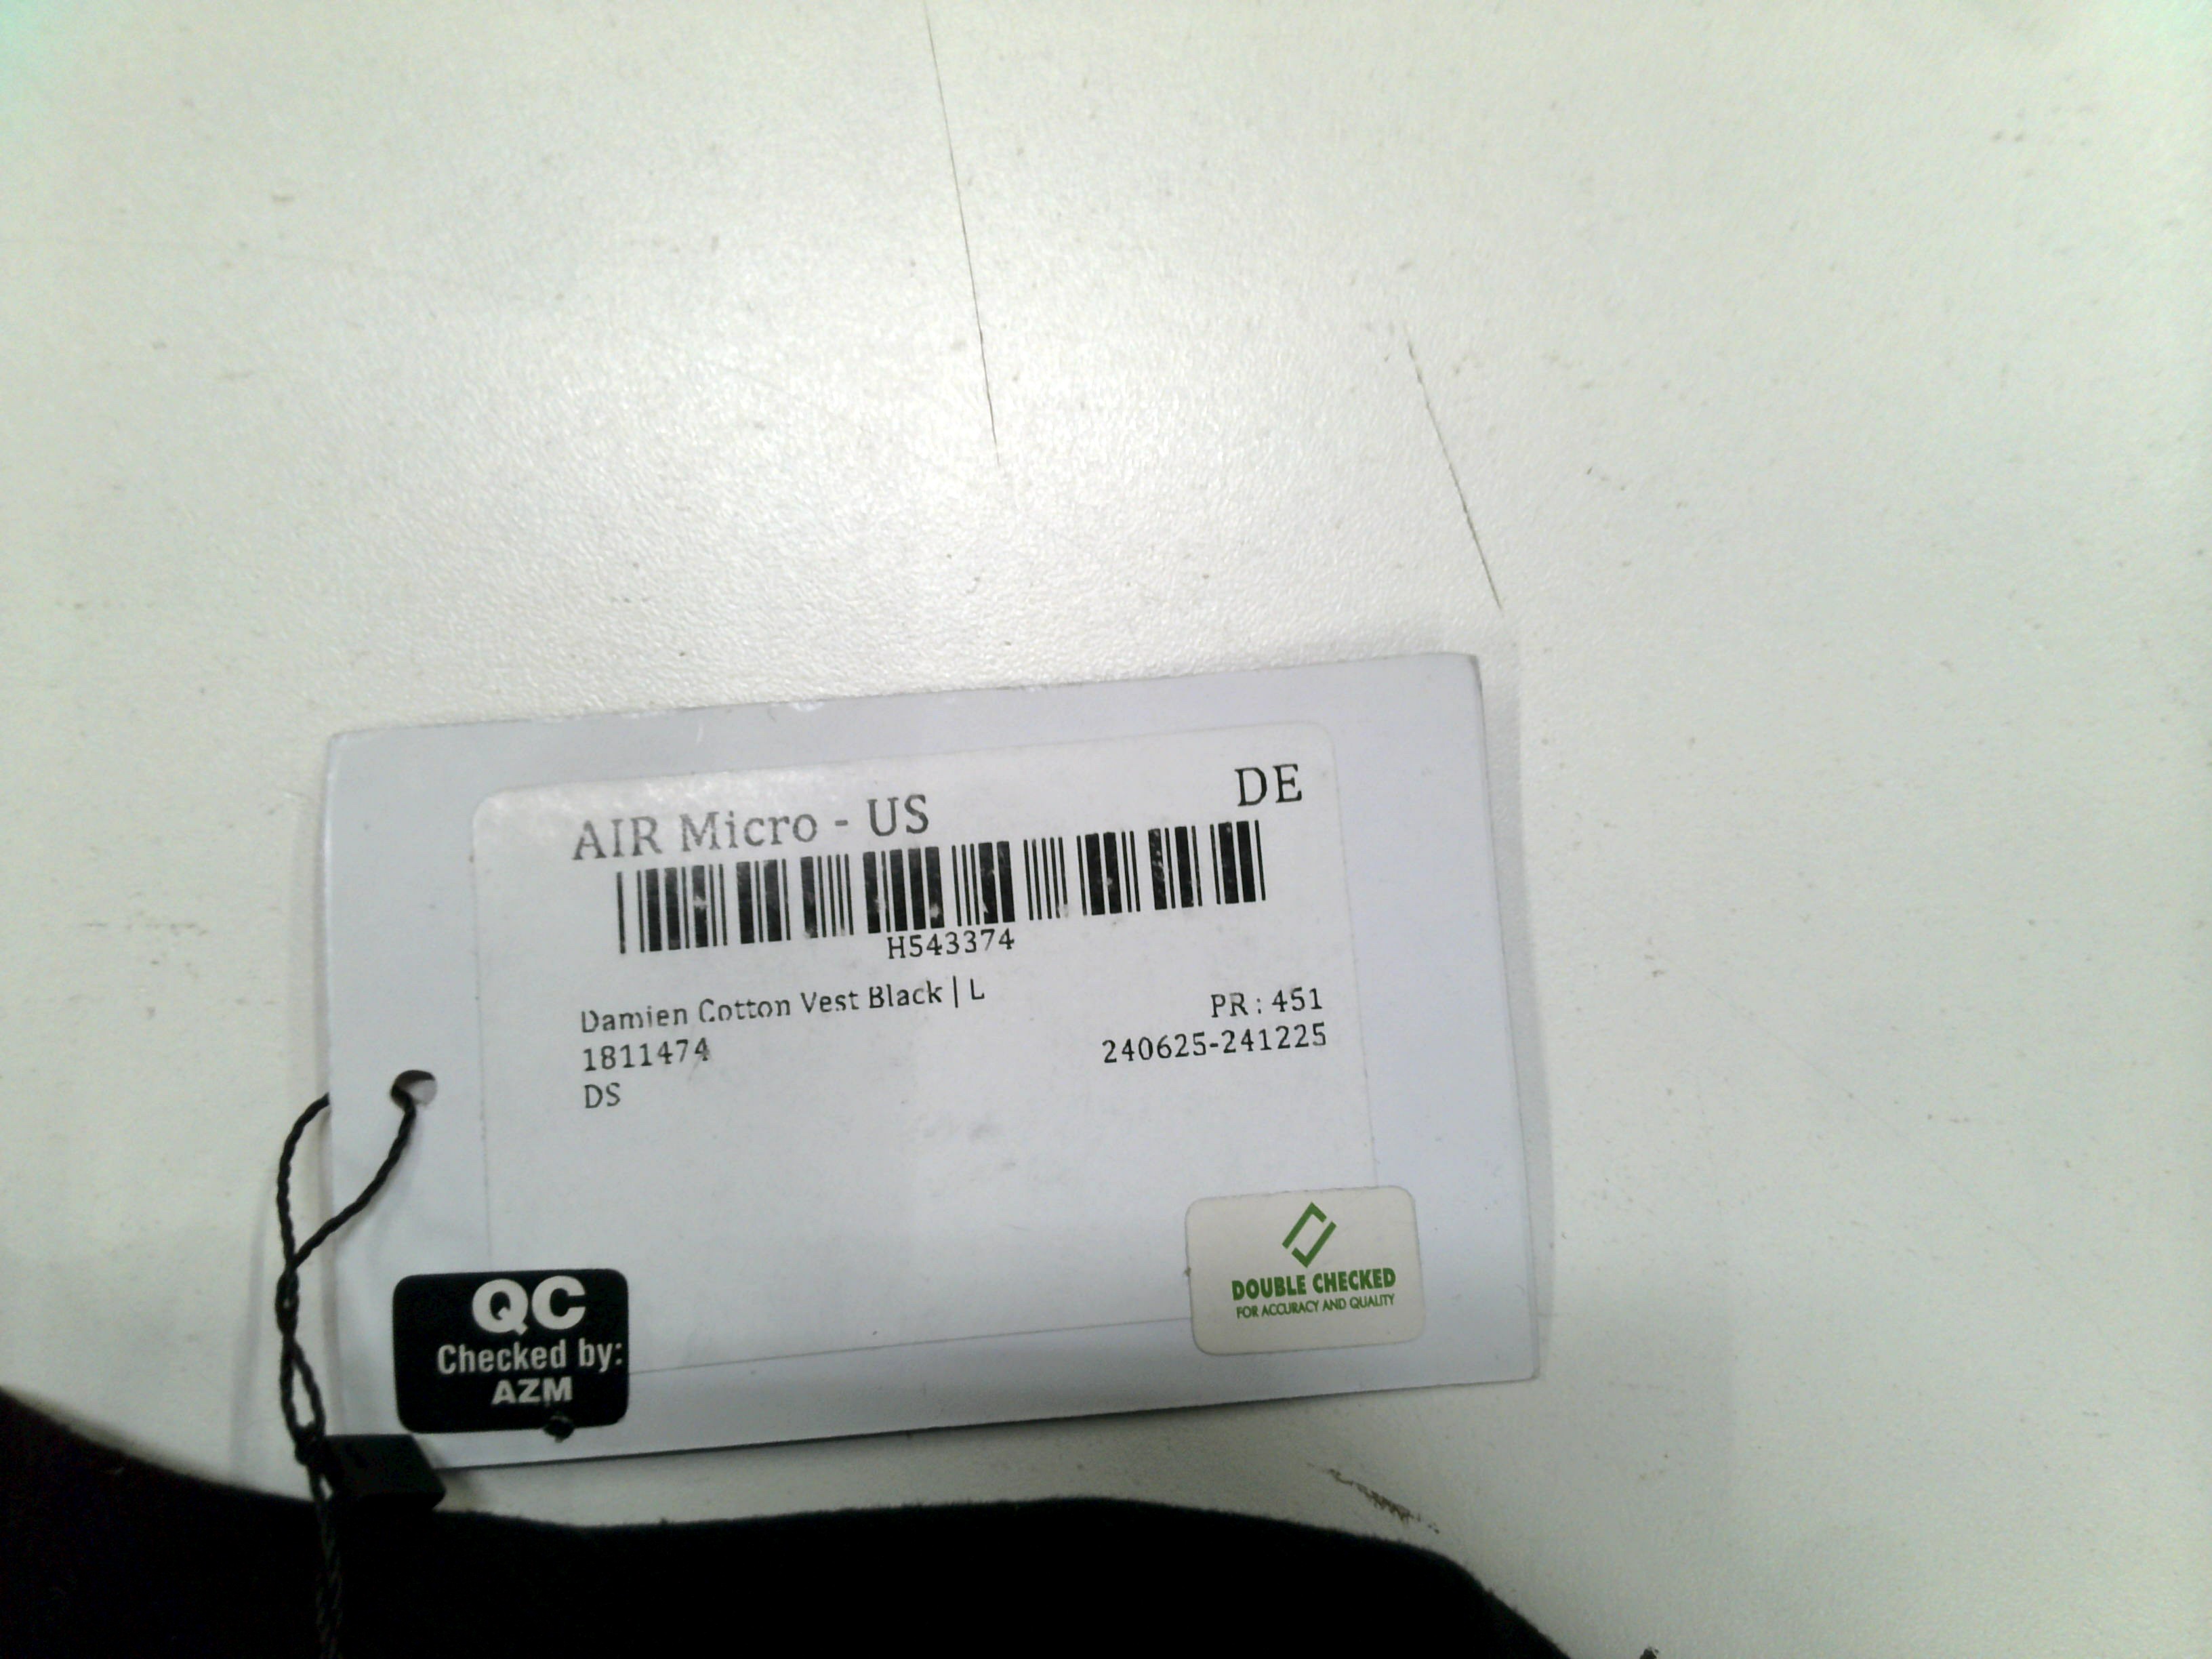 AIR Micro - US
DE
H543374
Damien Cotton Vest Black | L
PR : 451
1811474
240625-241225
DS
QC
Checked by:
AZM
DOUBLE CHECKED
FOR ACCURACY AND QUALITY